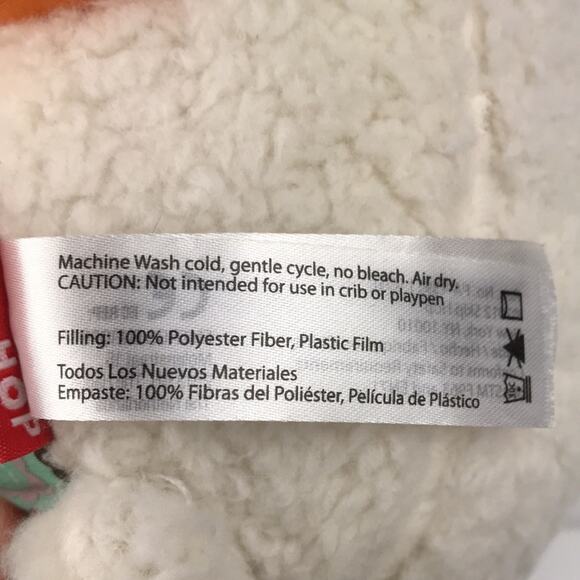 Machine Wash cold, gentle cycle, no bleach. Air dry.
CAUTION: Not intended for use in crib or playpen
Filling: 100% Polyester Fiber, Plastic Film
Todos Los Nuevos Materiales
Empaste: 100% Fibras del Poliéster, Película de Plástico
HOP